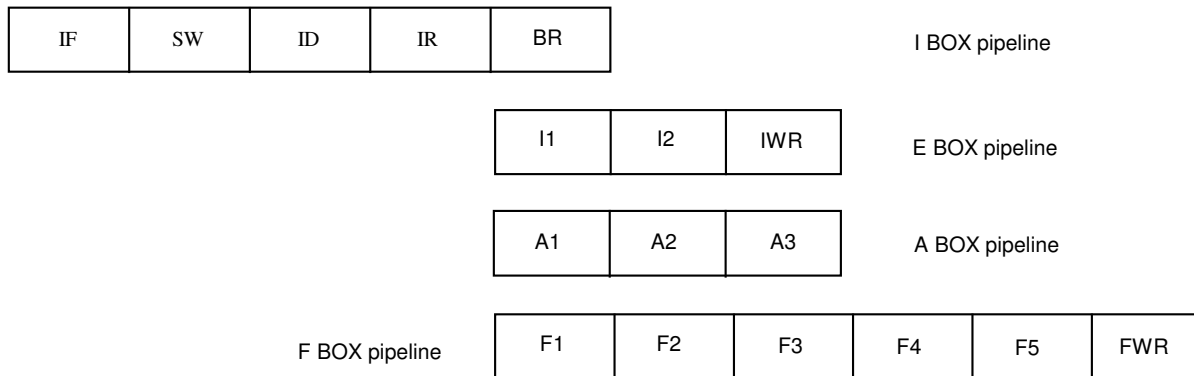 IF SW ID IR BR I BOX pipeline
I1 I2 IWR E BOX pipeline
A1 A2 A3 A BOX pipeline
F BOX pipeline F1 F2 F3 F4 F5 FWR